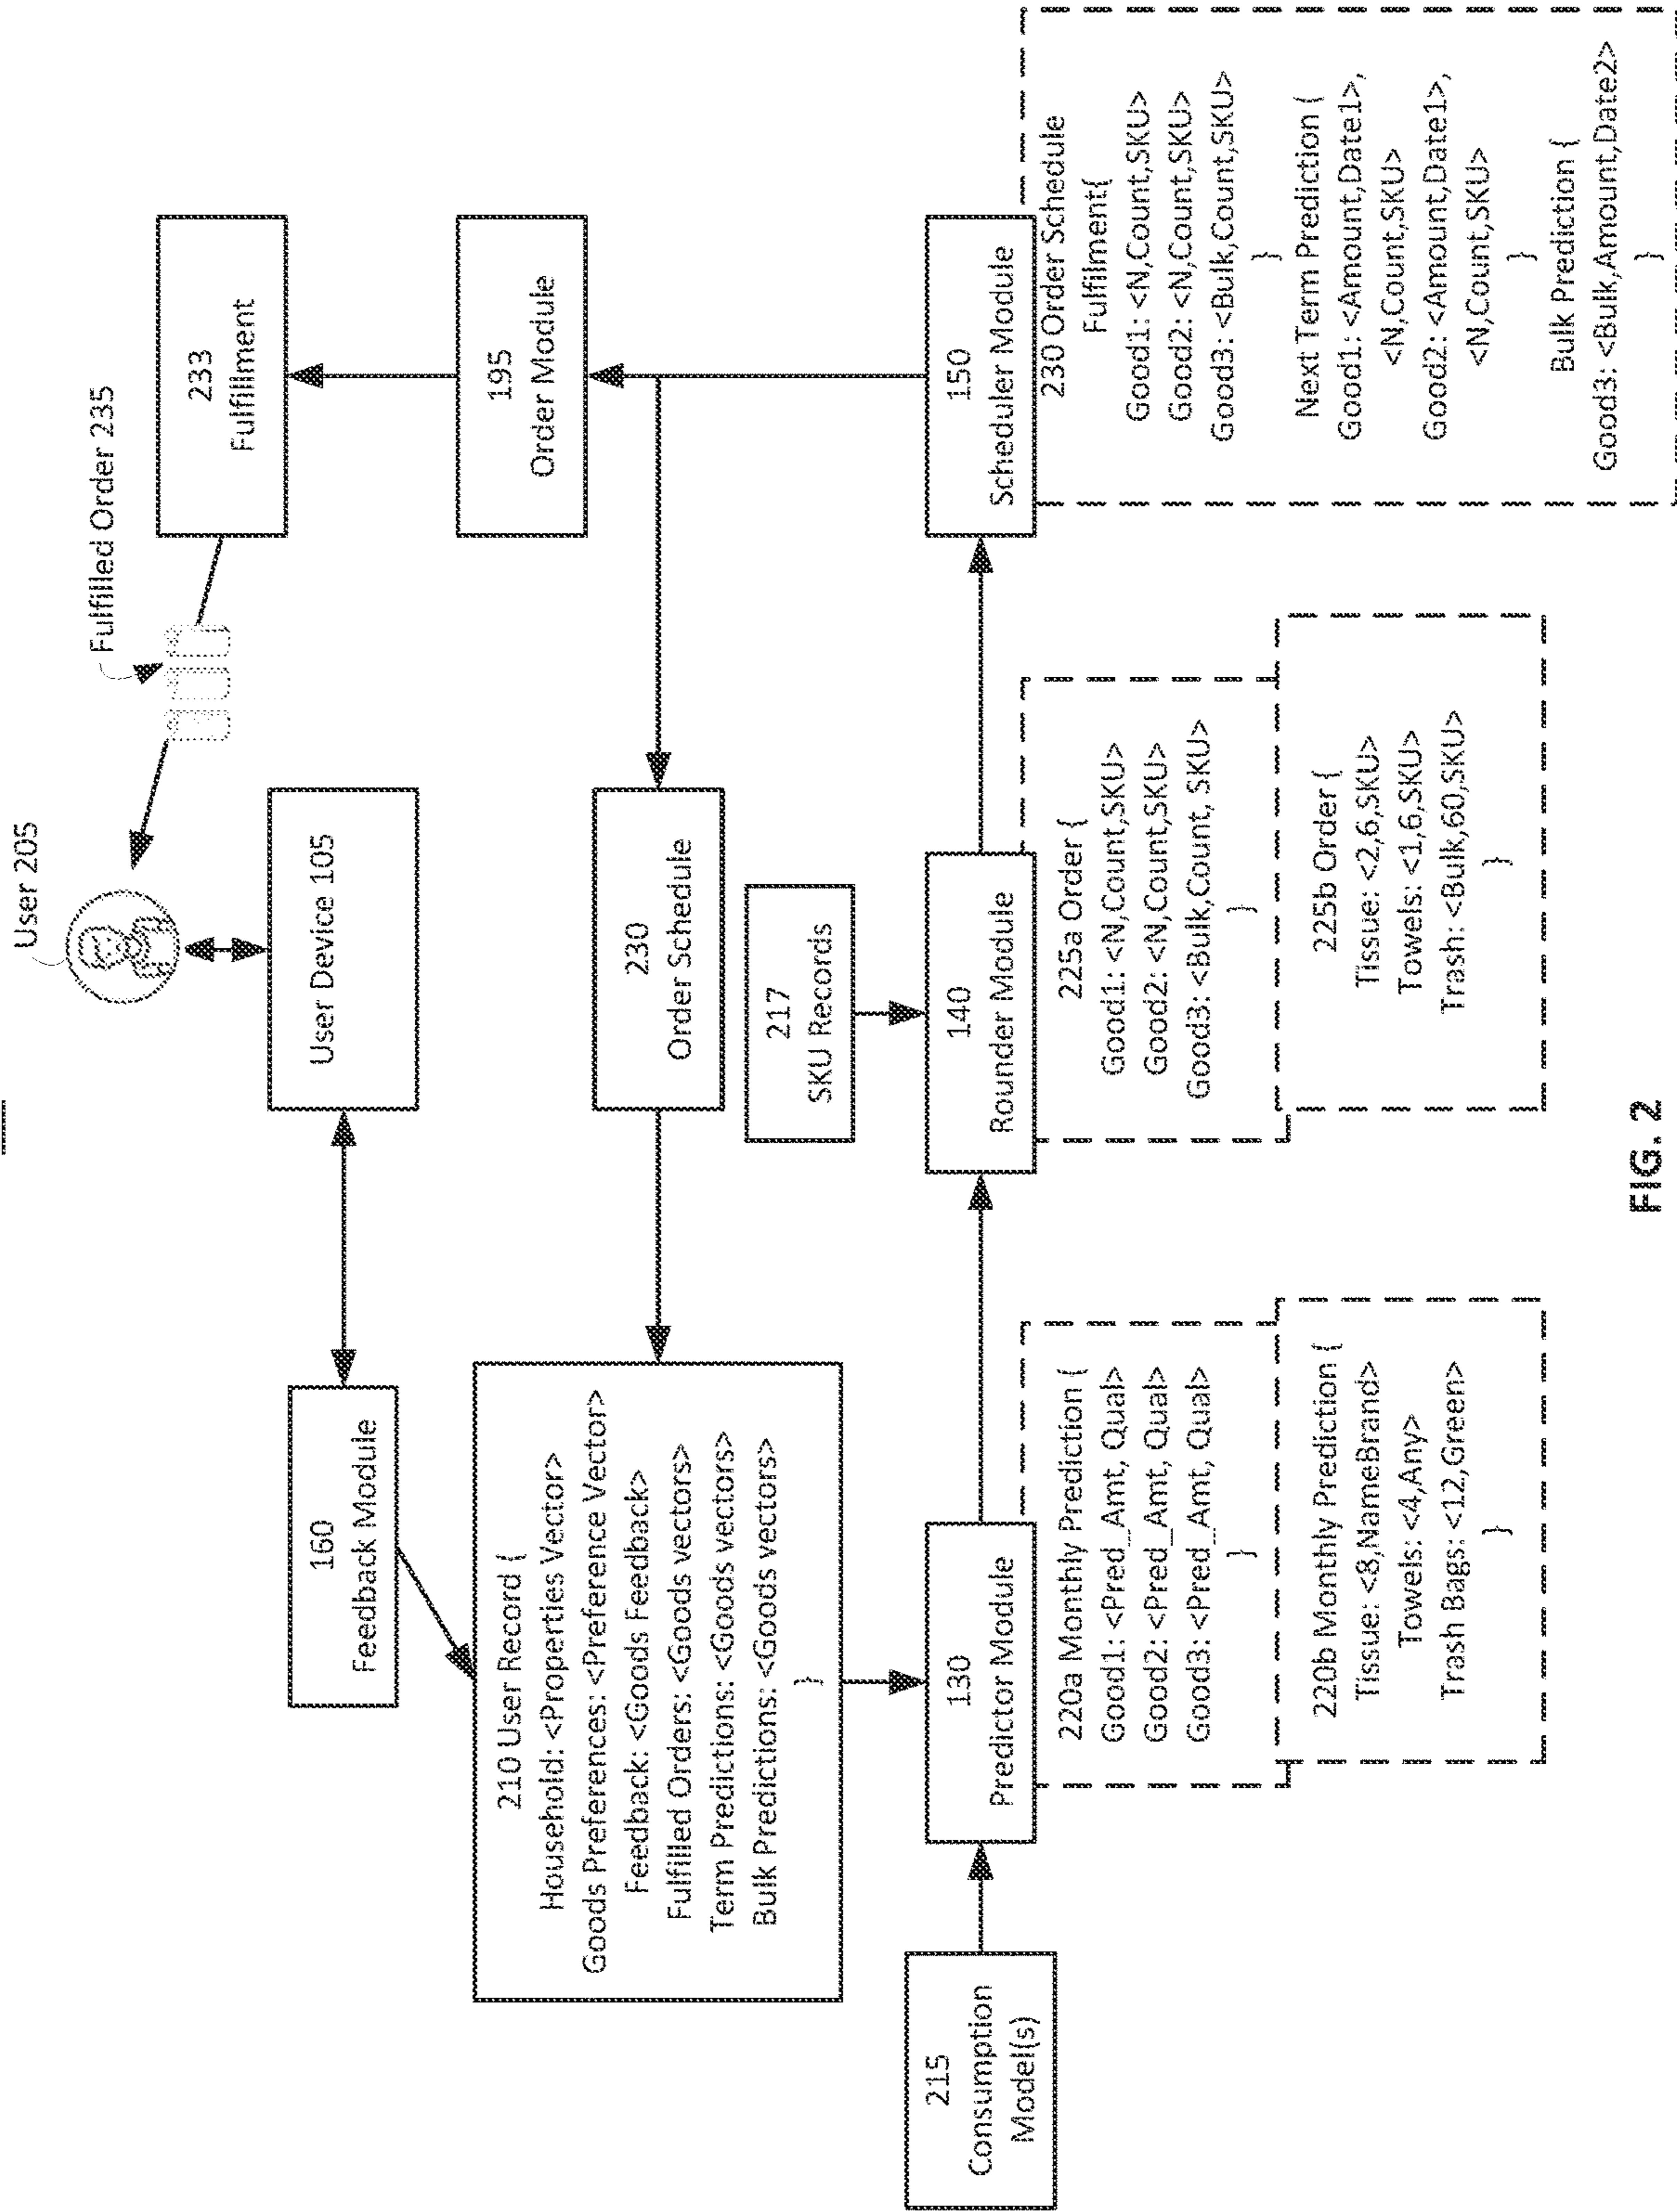 User 205
Fulfilled Order 235
160
Feedback Module
User Device 105
233
Fulfillment
210 User Record {
Household: <Properties Vector>
Goods Preferences: <Preference Vector>
Feedback: <Goods Feedback>
Fulfilled Orders: <Goods vectors>
Term Predictions: <Goods vectors>
Bulk Predictions: <Goods vectors>
}
230
Order Schedule
195
Order Module
217
SKU Records
215
Consumption
Model(s)
130
Predictor Module
140
Rounder Module
150
Scheduler Module
220a Monthly Prediction {
Good1: <Pred_Amt, Qual>
Good2: <Pred_Amt, Qual>
Good3: <Pred_Amt, Qual>
}
220b Monthly Prediction {
Tissue: <8,NameBrand>
Towels: <4,Any>
Trash Bags: <12,Green>
}
225a Order {
Good1: <N,Count,SKU>
Good2: <N,Count,SKU>
Good3: <Bulk,Count, SKU>
}
225b Order {
Tissue: <2,6,SKU>
Towels: <1,6,SKU>
Trash: <Bulk,60,SKU>
}
230 Order Schedule
Fulfilment{
Good1: <N,Count,SKU>
Good2: <N,Count,SKU>
Good3: <Bulk,Count,SKU>
}
Next Term Prediction {
Good1: <Amount,Date1>,
<N,Count,SKU>
Good2: <Amount,Date1>,
<N,Count,SKU>
}
Bulk Prediction {
Good3: <Bulk,Amount,Date2>
}
FIG. 2